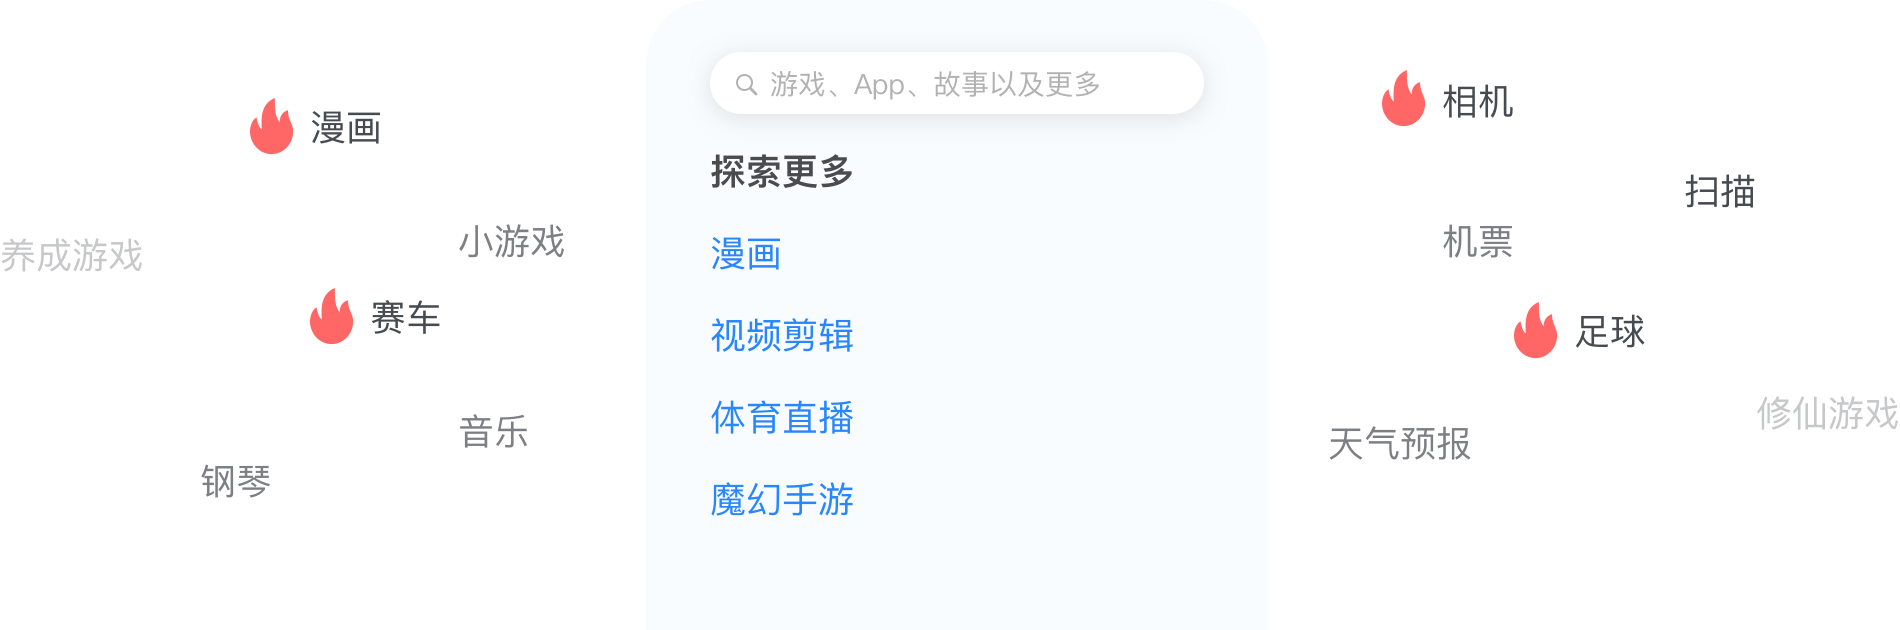 漫画
养成游戏
小游戏
赛车
音乐
钢琴
游戏、App、故事以及更多
探索更多
漫画
视频剪辑
体育直播
魔幻手游
相机
扫描
机票
足球
修仙游戏
天气预报